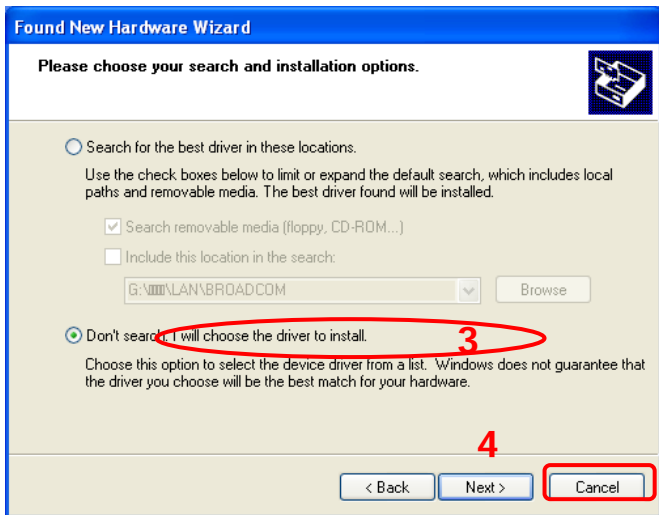 Found New Hardware Wizard
Please choose your search and installation options.
Search for the best driver in these locations.
Use the check boxes below to limit or expand the default search, which includes local
paths and removable media. The best driver found will be installed.
Search removable media (floppy, CD-ROM...)
Include this location in the search:
G:\\LAN\BROADCOM
Browse
Don't search. I will choose the driver to install.
3
Choose this option to select the device driver from a list. Windows does not guarantee that
the driver you choose will be the best match for your hardware.
4
< Back
Next >
Cancel